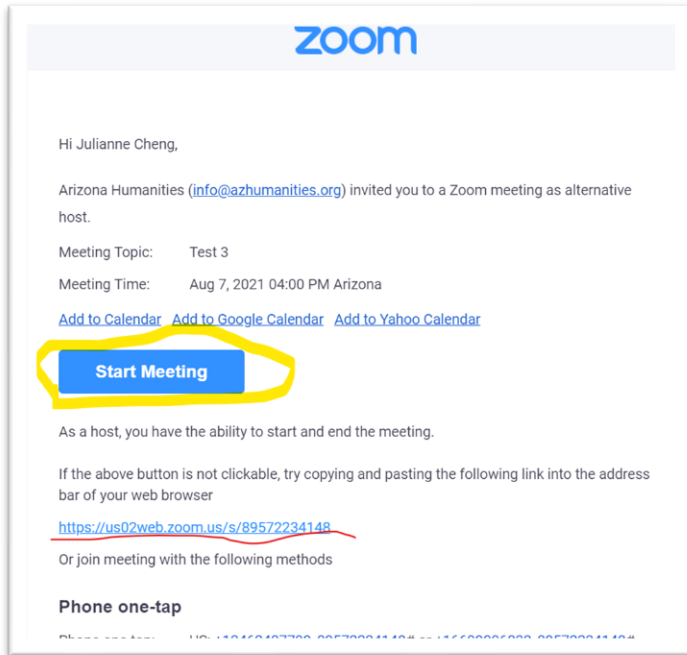 zoom
Hi Julianne Cheng,
Arizona Humanities (info@azhumanities.org) invited you to a Zoom meeting as alternative
host.
Meeting Topic: Test 3
Meeting Time: Aug 7, 2021 04:00 PM Arizona
Add to Calendar Add to Google Calendar Add to Yahoo Calendar
Start Meeting
As a host, you have the ability to start and end the meeting.
If the above button is not clickable, try copying and pasting the following link into the address
bar of your web browser
https://us02web.zoom.us/s/89572234148
Or join meeting with the following methods
Phone one-tap